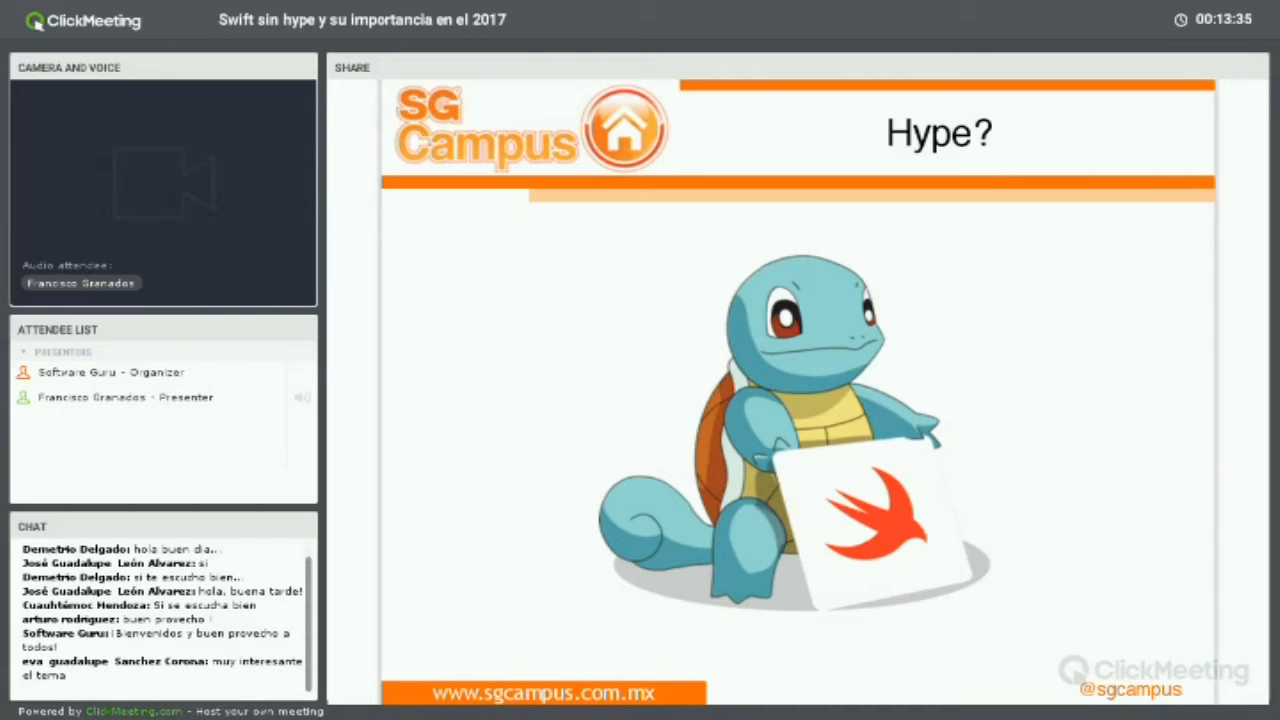 ClickMeeting
Swift sin hype y su importancia en el 2017
00:13:35
CAMERA AND VOICE
Audio attendee:
Francisco Granados
ATTENDEE LIST
PRESENTERS
Software Guru - Organizer
Francisco Granados - Presenter
CHAT
Demetrio Delgado: hola buen dia...
José Guadalupe León Alvarez: si
Demetrio Delgado: si te escucho bien...
José Guadalupe León Alvarez: hola, buena tarde!
Cuauhtémoc Mendoza: Si se escucha bien
arturo rodriguez: buen provecho !
Software Guru: ¡Bienvenidos y buen provecho a
todos!
eva guadalupe Sanchez Corona: muy interesante
el tema
SHARE
SG
Campus
Hype?
www.sgcampus.com.mx
ClickMeeting
@sgcampus
Powered by ClickMeeting.com - Host your own meeting